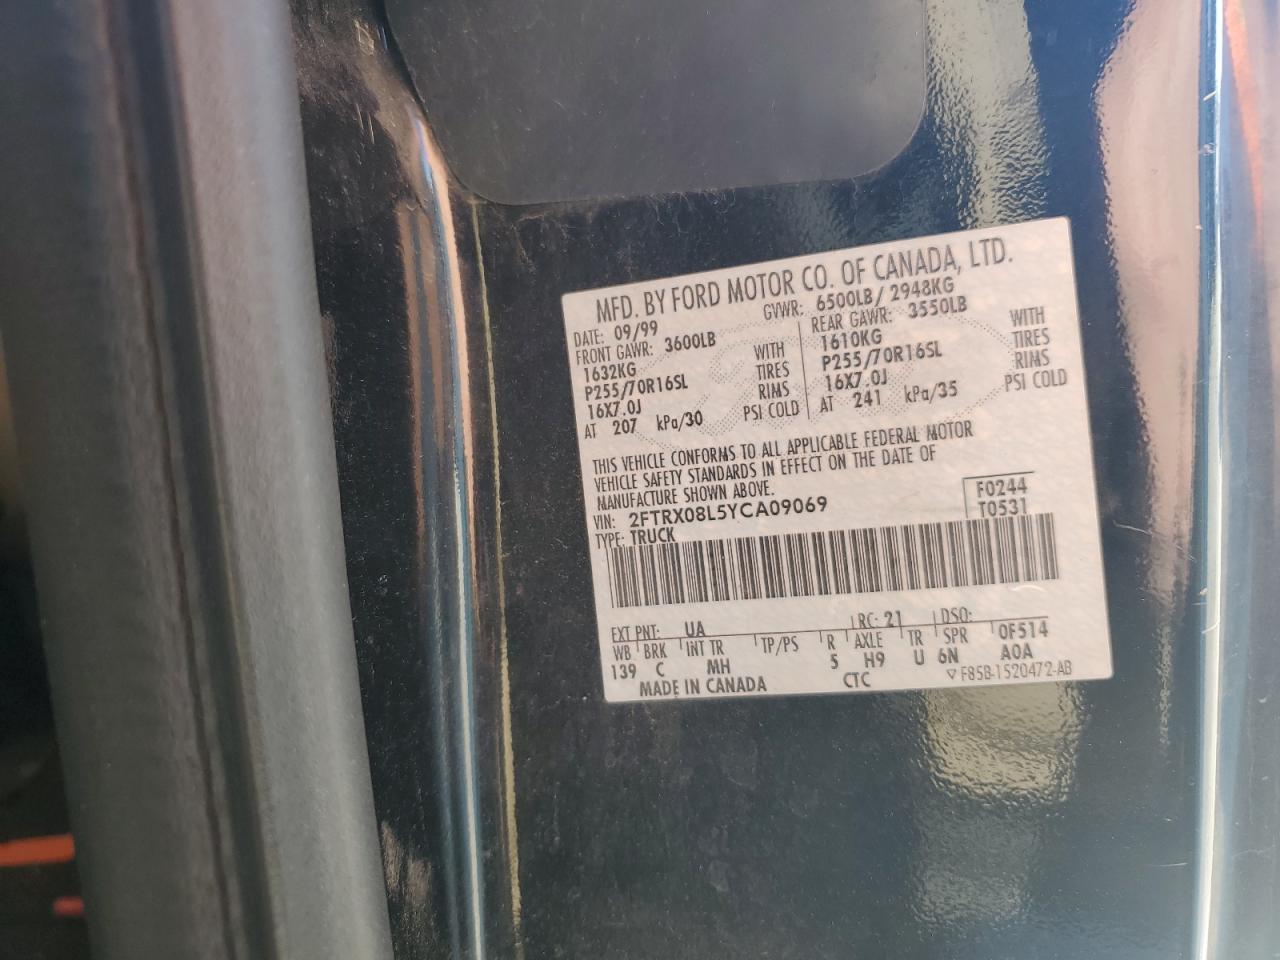 MFD. BY FORD MOTOR CO. OF CANADA, LTD.
DATE: 09/99 GVWR: 6500LB/ 2948KG
FRONT GAWR: 3600LB REAR GAWR: 3550LB
1632KG WITH 1610KG WITH
P255/70R16SL TIRES P255/70R16SL TIRES
16X7.0J RIMS 16X7.0J RIMS
AT 207 kPa/30 PSI COLD AT 241 kPa/35 PSI COLD
THIS VEHICLE CONFORMS TO ALL APPLICABLE FEDERAL MOTOR
VEHICLE SAFETY STANDARDS IN EFFECT ON THE DATE OF
MANUFACTURE SHOWN ABOVE.
VIN: 2FTRX08L5YCA09069 F0244
TYPE: TRUCK T0531
EXT PNT: UA RC: 21 DSO:
WB BRK INT TR TP/PS R AXLE TR SPR 0F514
139 C MH 5 H9 U 6N A0A
MADE IN CANADA CTC ▽ F85B-1520472-AB